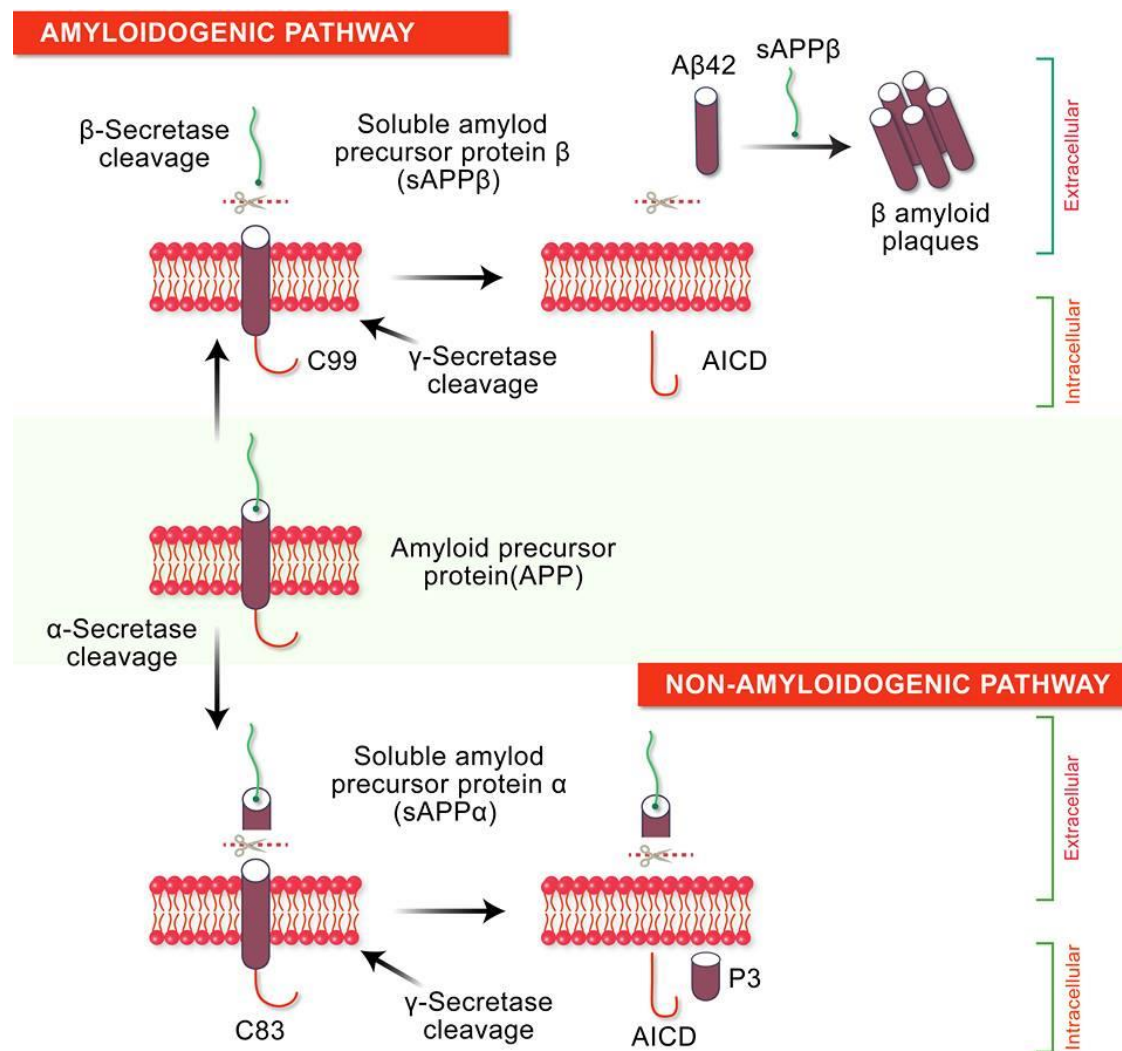 AMYLOIDOGENIC PATHWAY
β-Secretase
cleavage
Soluble amylod
precursor protein β
(sAPPβ)
Aβ42
sAPPβ
β amyloid
plaques
Extracellular
C99
γ-Secretase
cleavage
AICD
Intracellular
Amyloid precursor
protein(APP)
α-Secretase
cleavage
NON-AMYLOIDOGENIC PATHWAY
Soluble amylod
precursor protein α
(sAPPα)
Extracellular
C83
γ-Secretase
cleavage
AICD
P3
Intracellular